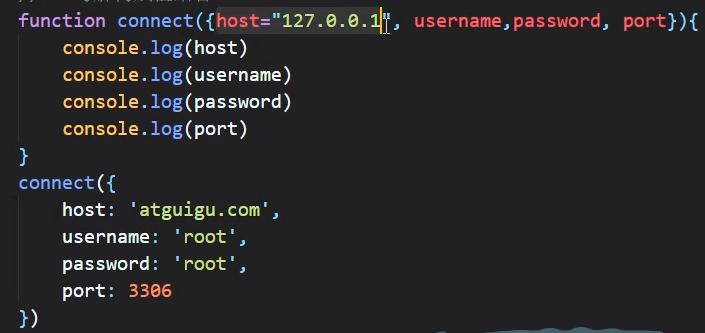 function connect({host="127.0.0.1", username,password, port}){
    console.log(host)
    console.log(username)
    console.log(password)
    console.log(port)
}
connect({
    host: 'atguigu.com',
    username: 'root',
    password: 'root',
    port: 3306
})